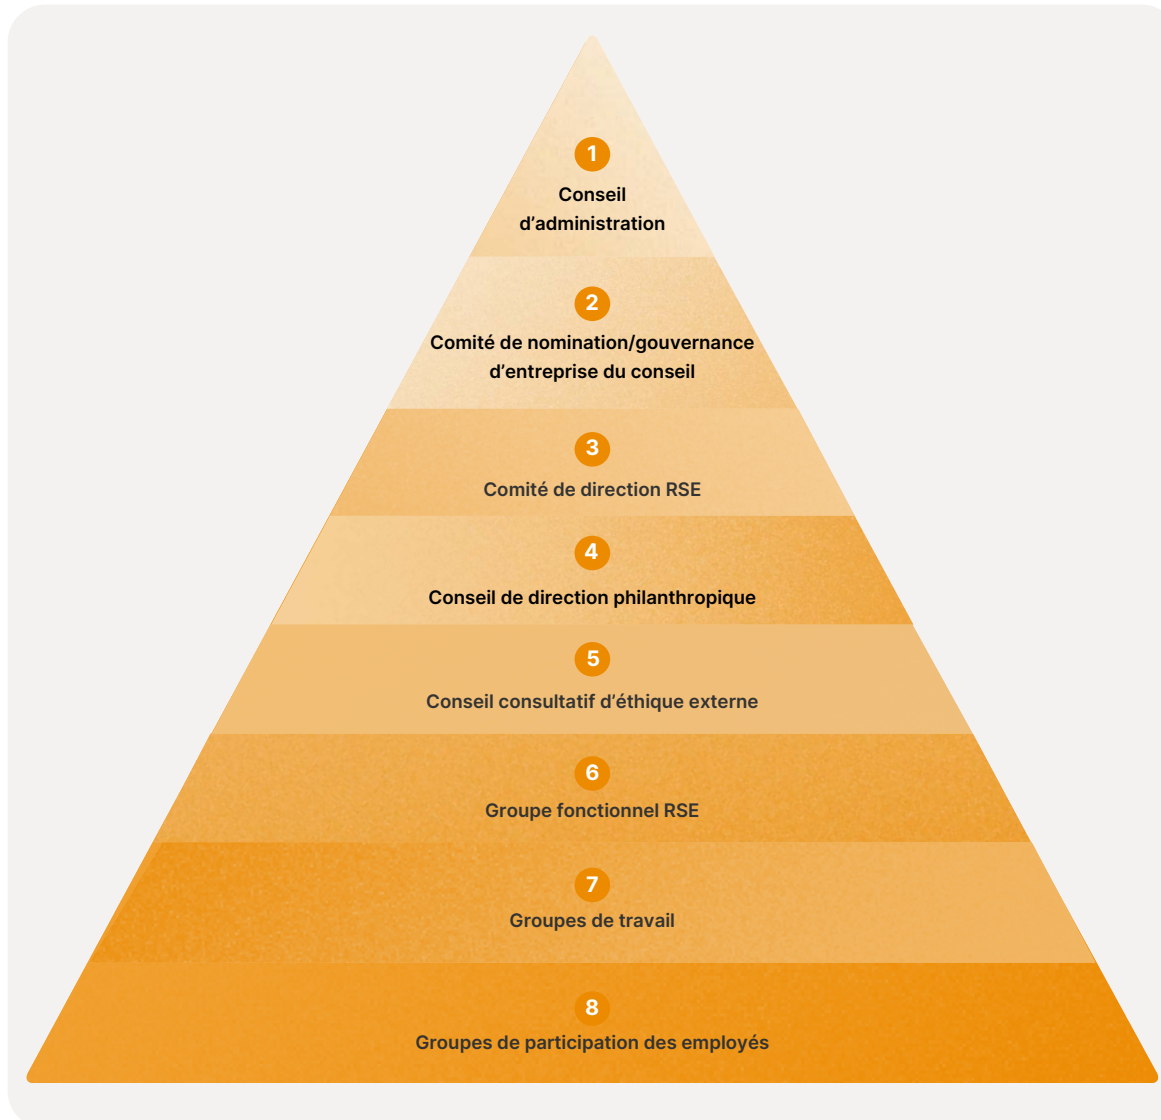 1
Conseil
d’administration
2
Comité de nomination/gouvernance
d’entreprise du conseil
3
Comité de direction RSE
4
Conseil de direction philanthropique
5
Conseil consultatif d’éthique externe
6
Groupe fonctionnel RSE
7
Groupes de travail
8
Groupes de participation des employés